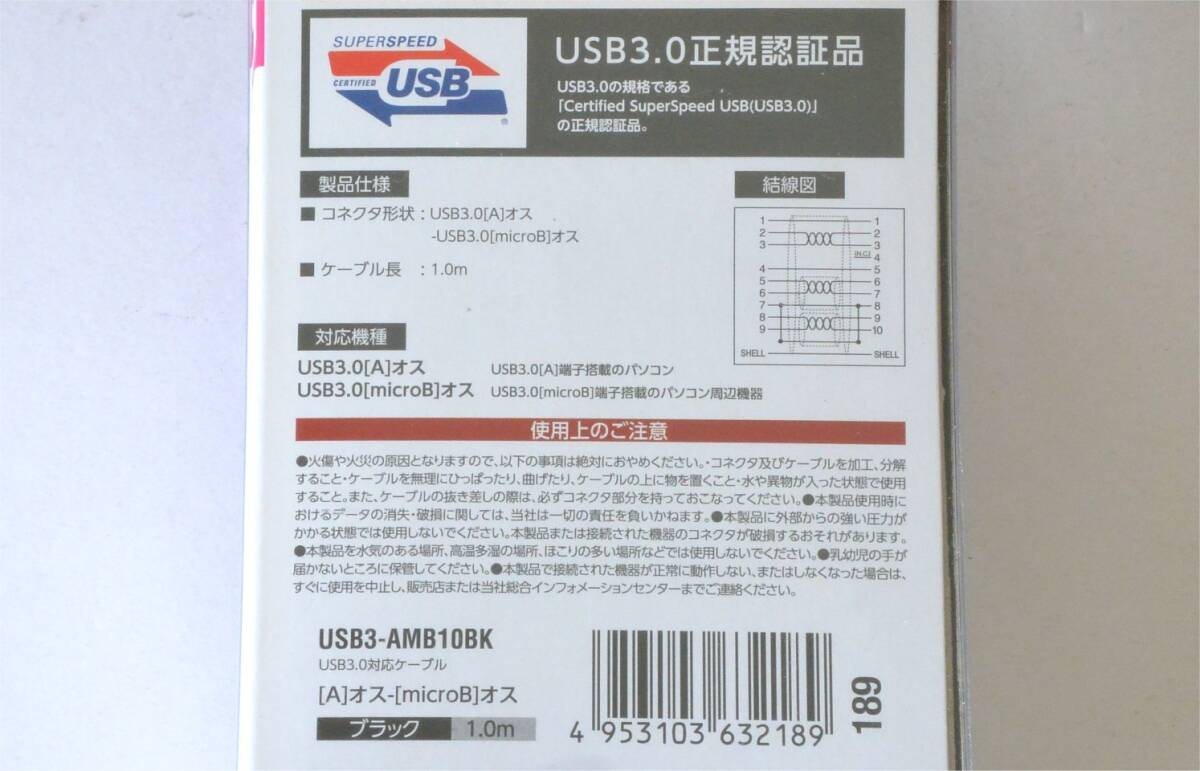 SUPERSPEED
CERTIFIED USB
USB3.0正規認証品
USB3.0の規格である
「Certified SuperSpeed USB(USB3.0)」
の正規認証品。
製品仕様
■ コネクタ形状 : USB3.0[A]オス
-USB3.0[microB]オス
■ ケーブル長 : 1.0m
結線図
1 1
2 2
3 3
(N.C.) 4
4 5
5 6
6 7
7 8
8 9
9 10
SHELL SHELL
対応機種
USB3.0[A]オス USB3.0[A]端子搭載のパソコン
USB3.0[microB]オス USB3.0[microB]端子搭載のパソコン周辺機器
使用上のご注意
●火傷や火災の原因となりますので、以下の事項は絶対におやめください。・コネクタ及びケーブルを加工、分解
すること・ケーブルを無理にひっぱったり、曲げたり、ケーブルの上に物を置くこと・水や異物が入った状態で使用
すること。また、ケーブルの抜き差しの際は、必ずコネクタ部分を持っておこなってください。●本製品使用時に
おけるデータの消失・破損に関しては、当社は一切の責任を負いかねます。●本製品に外部からの強い圧力が
かかる状態では使用しないでください。本製品または接続された機器のコネクタが破損するおそれがあります。
●本製品を水気のある場所、高温多湿の場所、ほこりの多い場所などでは使用しないでください。●乳幼児の手が
届かないところに保管してください。●本製品で接続された機器が正常に動作しない、またはしなくなった場合は、
すぐに使用を中止し、販売店または当社総合インフォメーションセンターまでご連絡ください。
USB3-AMB10BK
USB3.0対応ケーブル
[A]オス-[microB]オス
ブラック 1.0m
4 953103 632189
189